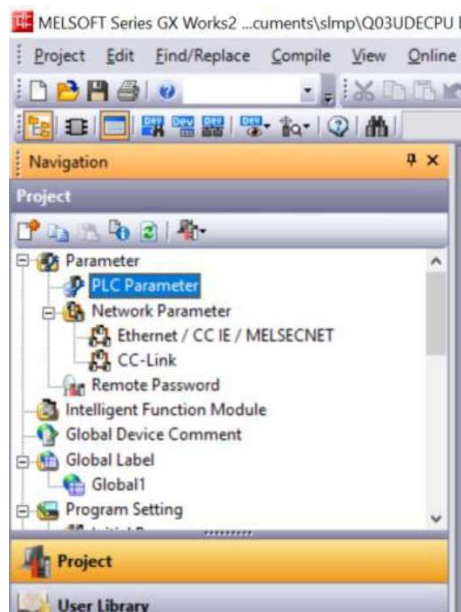 MELSOFT Series GX Works2 ...cuments\slmp\Q03UDECPU
Project Edit Find/Replace Compile View Online
Navigation
Project
Parameter
PLC Parameter
Network Parameter
Ethernet / CC IE / MELSECNET
CC-Link
Remote Password
Intelligent Function Module
Global Device Comment
Global Label
Global1
Program Setting
Project
User Library